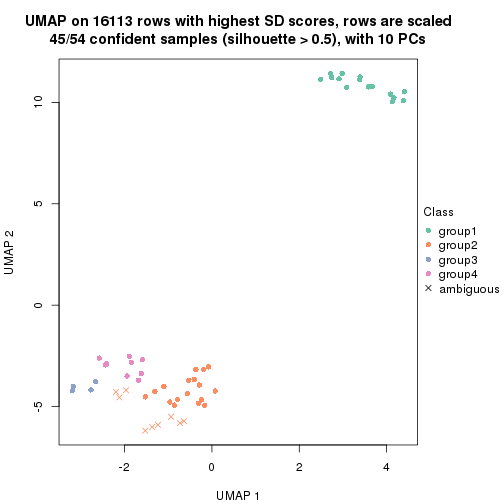 UMAP on 16113 rows with highest SD scores, rows are scaled
45/54 confident samples (silhouette > 0.5), with 10 PCs
10
5
0
-5
UMAP 2
-2
0
2
4
UMAP 1
Class
group1
group2
group3
group4
ambiguous